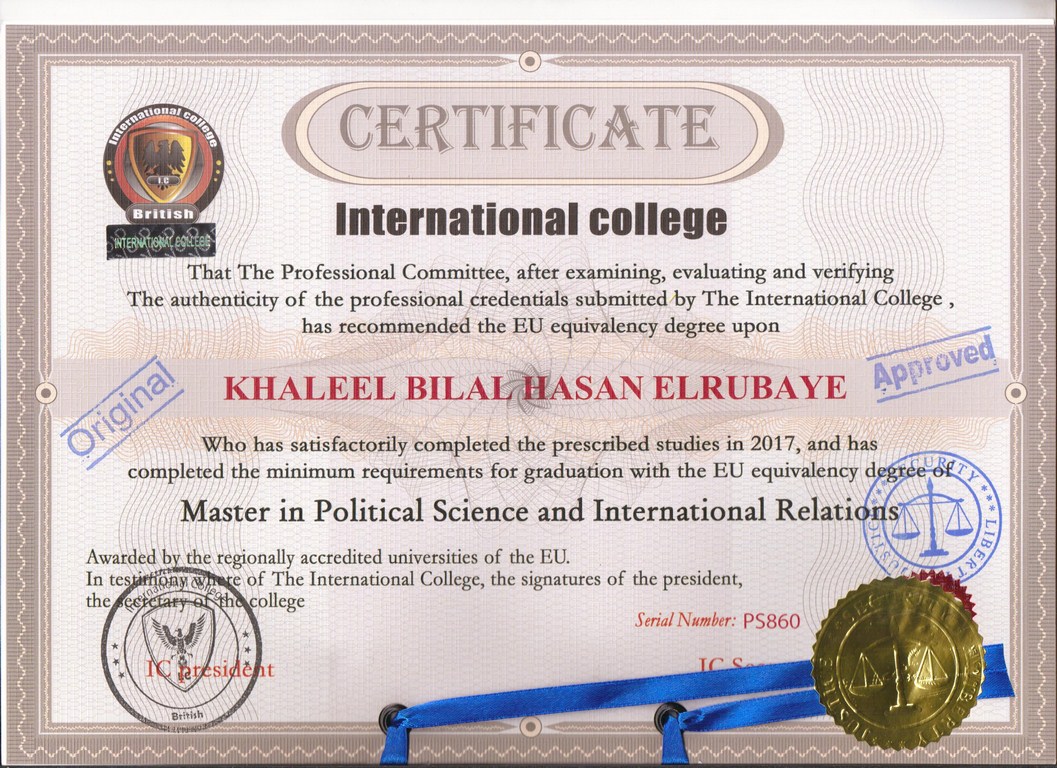 CERTIFICATE
International college
I.C
British
INTERNATIONAL COLLEGE
International college
That The Professional Committee, after examining, evaluating and verifying
The authenticity of the professional credentials submitted by The International College ,
has recommended the EU equivalency degree upon
Original
Approved
KHALEEL BILAL HASAN ELRUBAYE
Who has satisfactorily completed the prescribed studies in 2017, and has
completed the minimum requirements for graduation with the EU equivalency degree of
Master in Political Science and International Relations
SECURITY
LIBERT
JUSTICE
Awarded by the regionally accredited universities of the EU.
In testimony where of The International College, the signatures of the president,
the secretary of the college
Serial Number: PS860
International college
IC president
IC
British
IC
JUSTICE